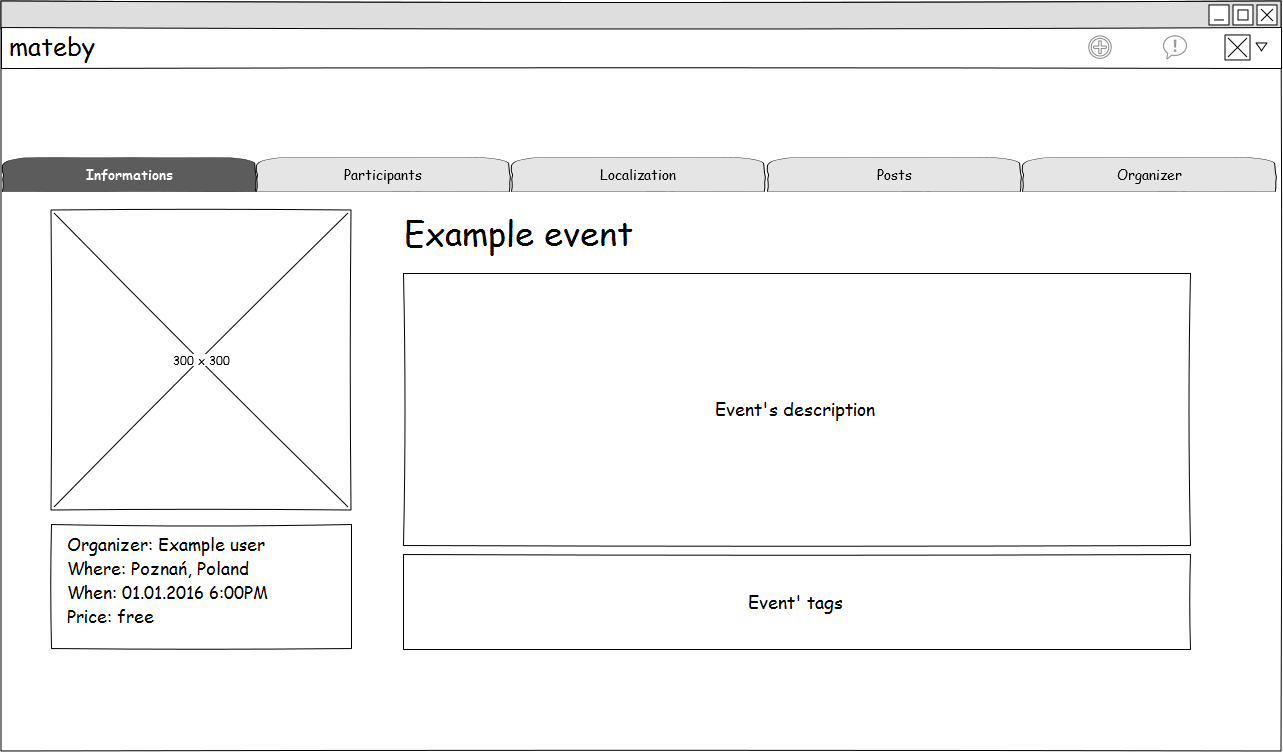 mateby
Informations
Participants
Localization
Posts
Organizer
300 x 300
Example event
Event's description
Organizer: Example user
Where: Poznań, Poland
When: 01.01.2016 6:00PM
Price: free
Event' tags